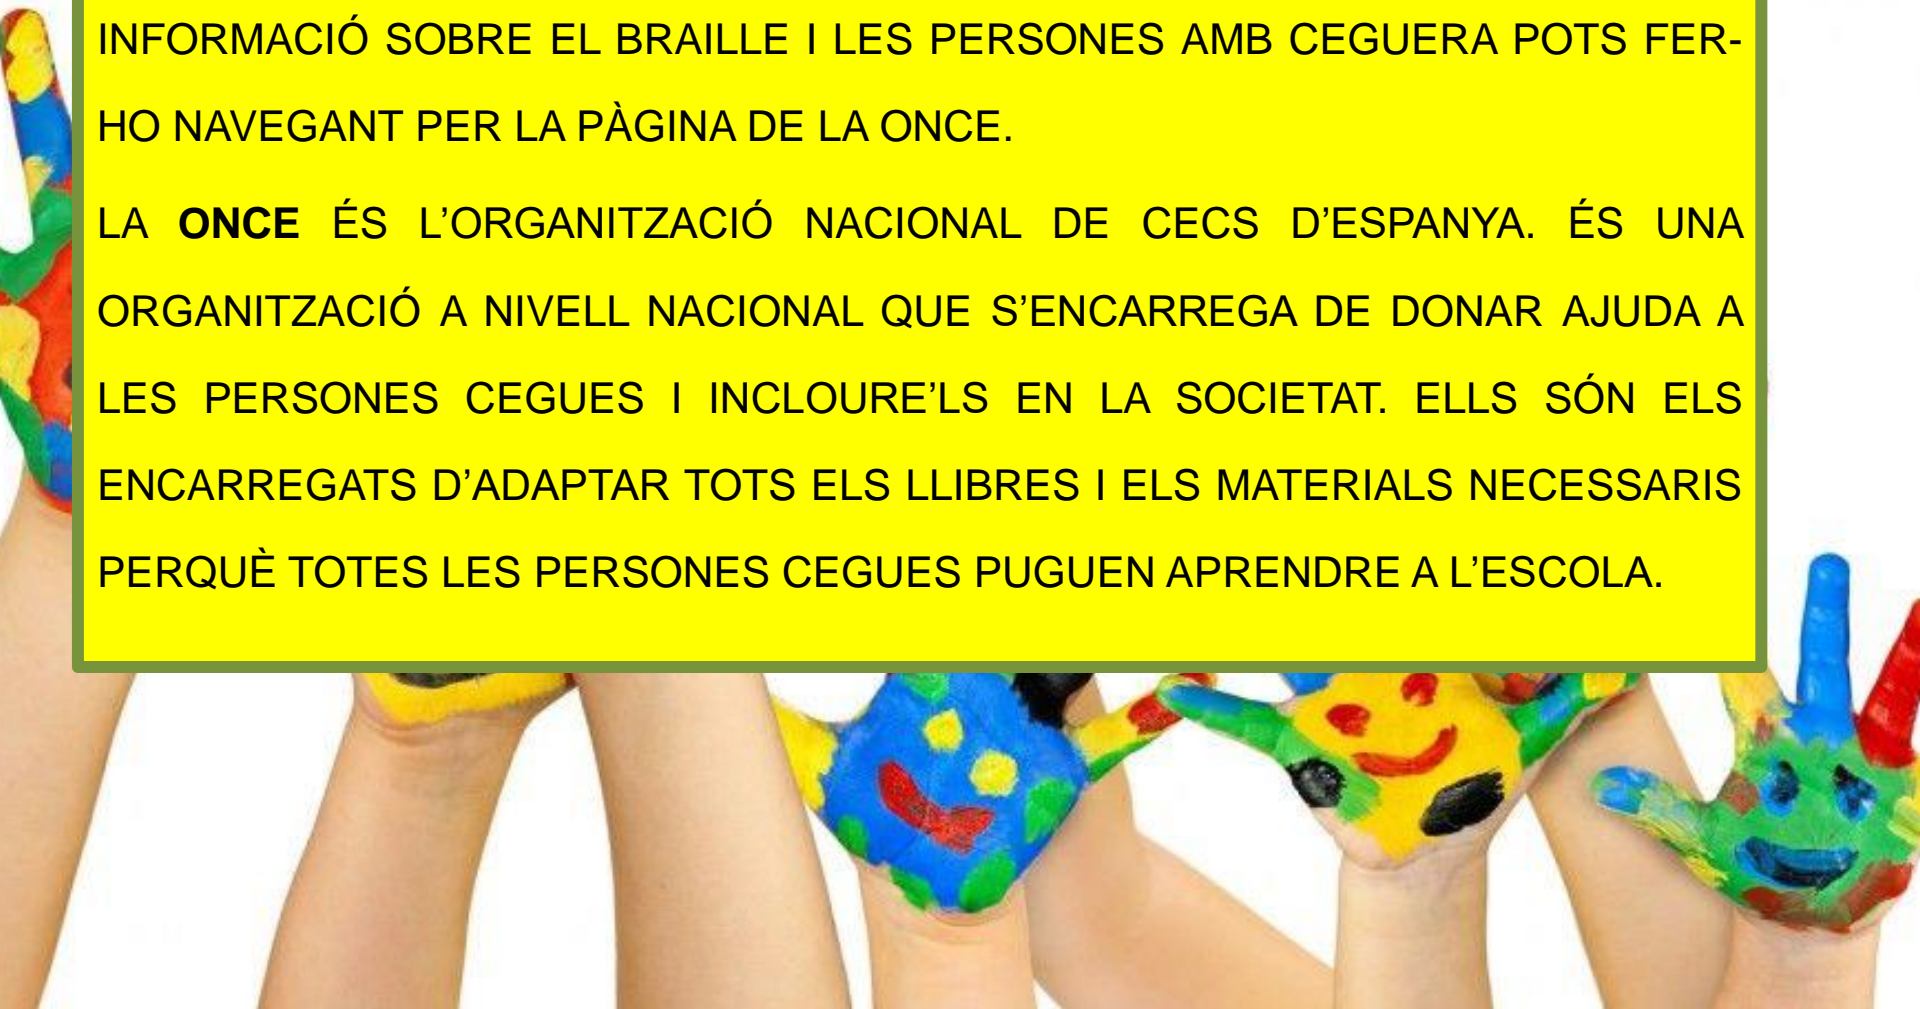 INFORMACIÓ SOBRE EL BRAILLE I LES PERSONES AMB CEGUERA POTS FER-
HO NAVEGANT PER LA PÀGINA DE LA ONCE.
LA ONCE ÉS L’ORGANITZACIÓ NACIONAL DE CECS D’ESPANYA. ÉS UNA
ORGANITZACIÓ A NIVELL NACIONAL QUE S’ENCARREGA DE DONAR AJUDA A
LES PERSONES CEGUES I INCLOURE’LS EN LA SOCIETAT. ELLS SÓN ELS
ENCARREGATS D’ADAPTAR TOTS ELS LLIBRES I ELS MATERIALS NECESSARIS
PERQUÈ TOTES LES PERSONES CEGUES PUGUEN APRENDRE A L’ESCOLA.